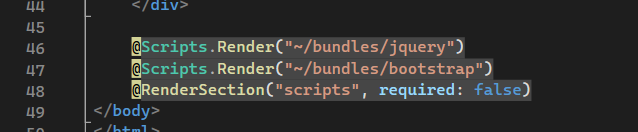 44 </div>
45
46 @Scripts.Render("~/bundles/jquery")
47 @Scripts.Render("~/bundles/bootstrap")
48 @RenderSection("scripts", required: false)
49 </body>
50 </html>